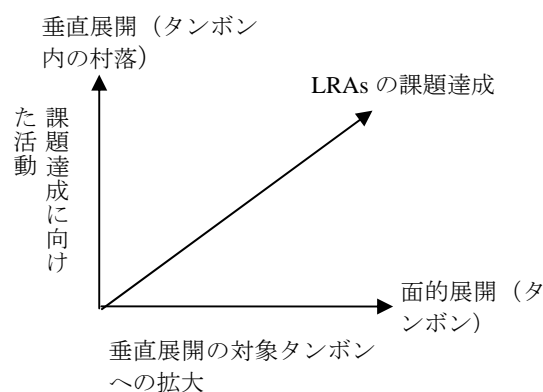 垂直展開（タンボン
内の村落）
LRAs の課題達成
課題達成に向け
た活動
面的展開（タ
ンボン）
垂直展開の対象タンボン
への拡大